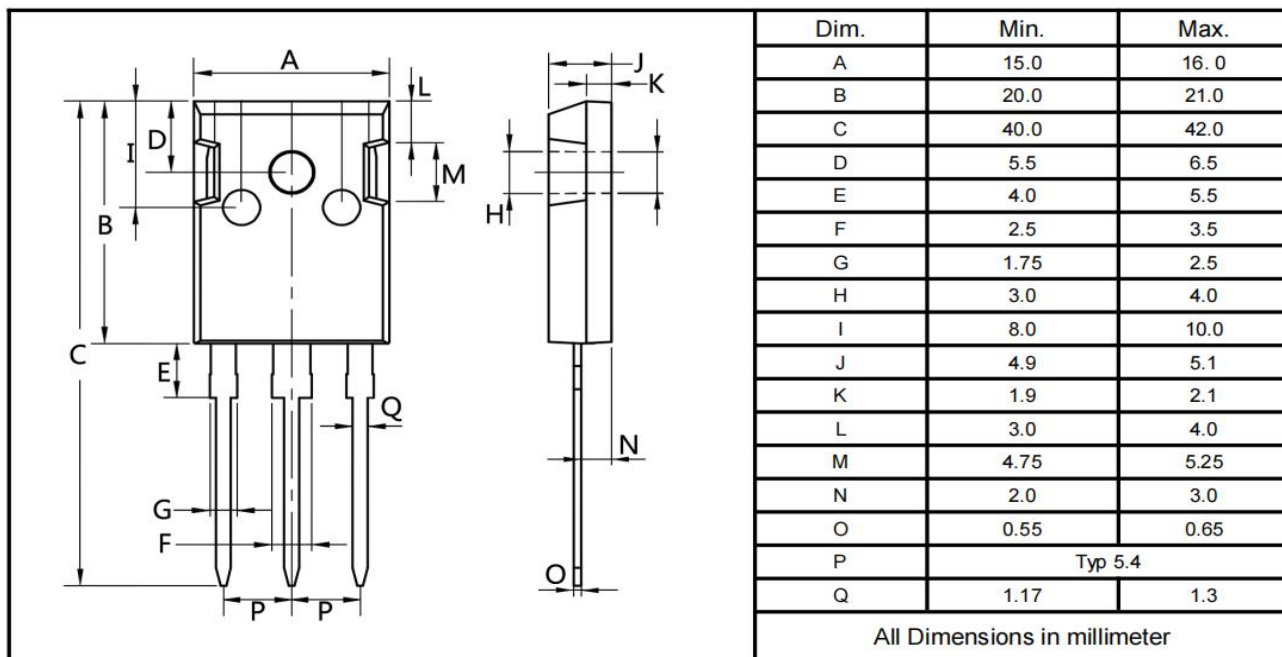 A
L
J
K
D
I
M
H
B
C
E
Q
N
G
F
O
P P
Dim. Min. Max.
A 15.0 16. 0
B 20.0 21.0
C 40.0 42.0
D 5.5 6.5
E 4.0 5.5
F 2.5 3.5
G 1.75 2.5
H 3.0 4.0
I 8.0 10.0
J 4.9 5.1
K 1.9 2.1
L 3.0 4.0
M 4.75 5.25
N 2.0 3.0
O 0.55 0.65
P Typ 5.4
Q 1.17 1.3
All Dimensions in millimeter